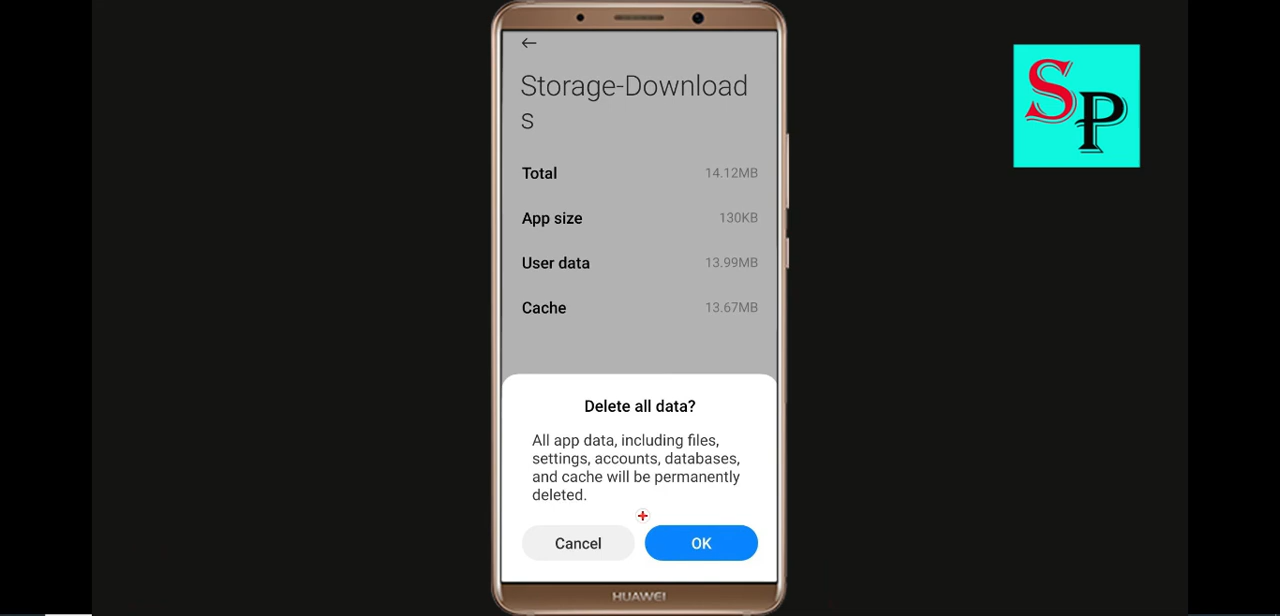 SP
Storage-Download
s
Total 14.12MB
App size 130KB
User data 13.99MB
Cache 13.67MB
Delete all data?
All app data, including files,
settings, accounts, databases,
and cache will be permanently
deleted.
Cancel OK
HUAWEI